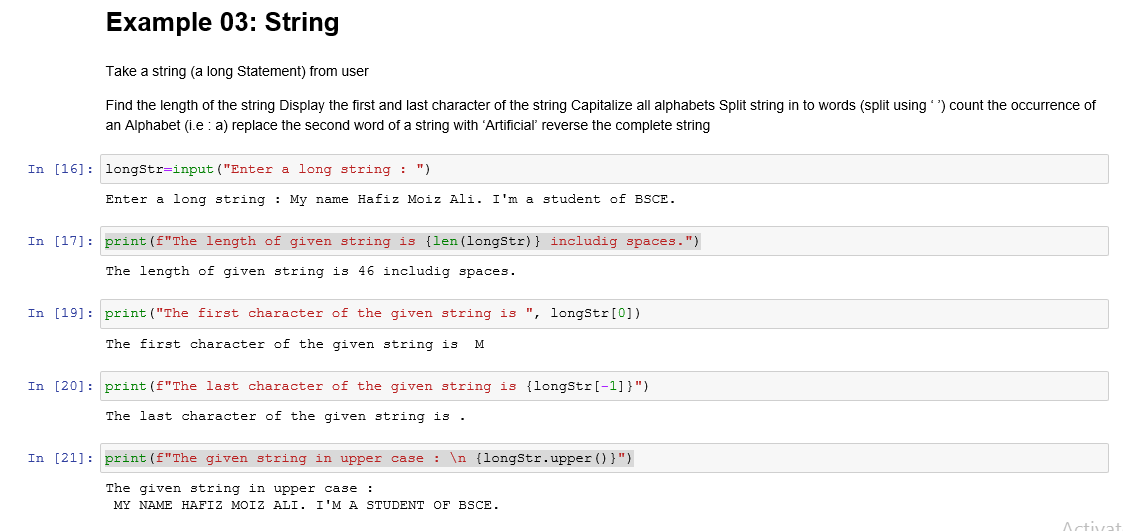 Example 03: String
Take a string (a long Statement) from user
Find the length of the string Display the first and last character of the string Capitalize all alphabets Split string in to words (split using ‘ ’) count the occurrence of
an Alphabet (i.e : a) replace the second word of a string with ‘Artificial’ reverse the complete string
In [16]: longStr=input("Enter a long string : ")
Enter a long string : My name Hafiz Moiz Ali. I'm a student of BSCE.
In [17]: print(f"The length of given string is {len(longStr)} includig spaces.")
The length of given string is 46 includig spaces.
In [19]: print("The first character of the given string is ", longStr[0])
The first character of the given string is  M
In [20]: print(f"The last character of the given string is {longStr[-1]}")
The last character of the given string is .
In [21]: print(f"The given string in upper case : \n {longStr.upper()}")
The given string in upper case :
 MY NAME HAFIZ MOIZ ALI. I'M A STUDENT OF BSCE.